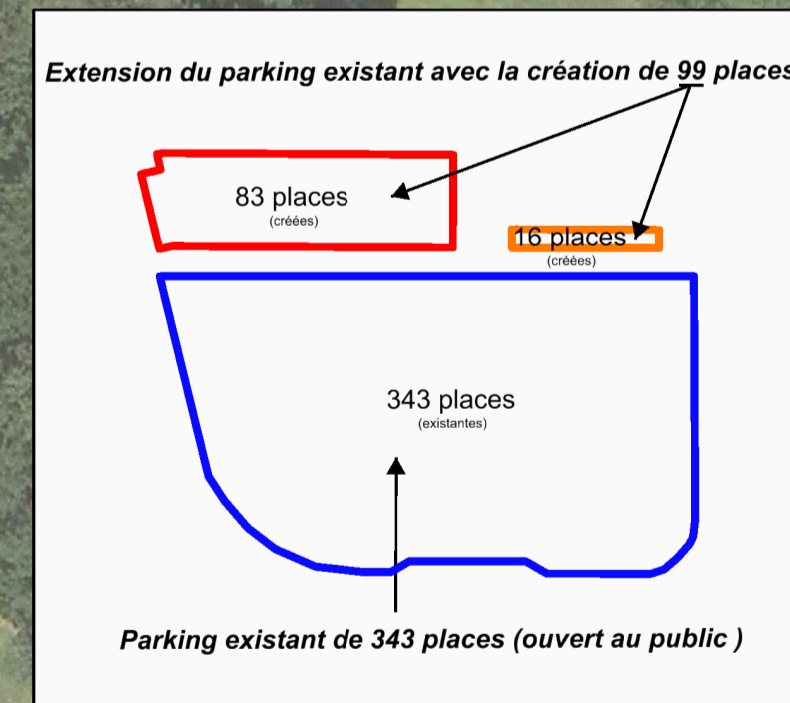 Extension du parking existant avec la création de 99 places
83 places
(créées)
16 places
(créées)
343 places
(existantes)
Parking existant de 343 places (ouvert au public )